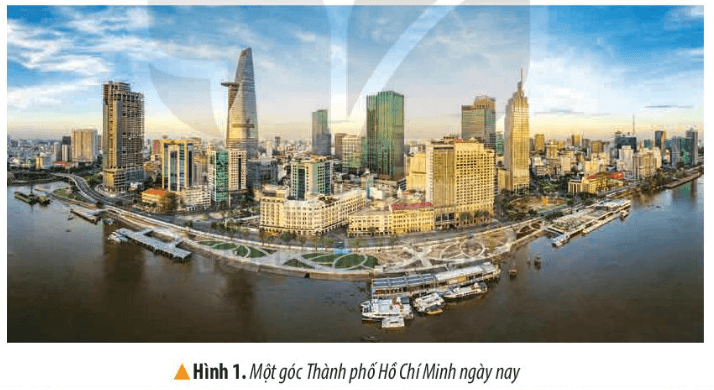 ▲ Hình 1. Một góc Thành phố Hồ Chí Minh ngày nay